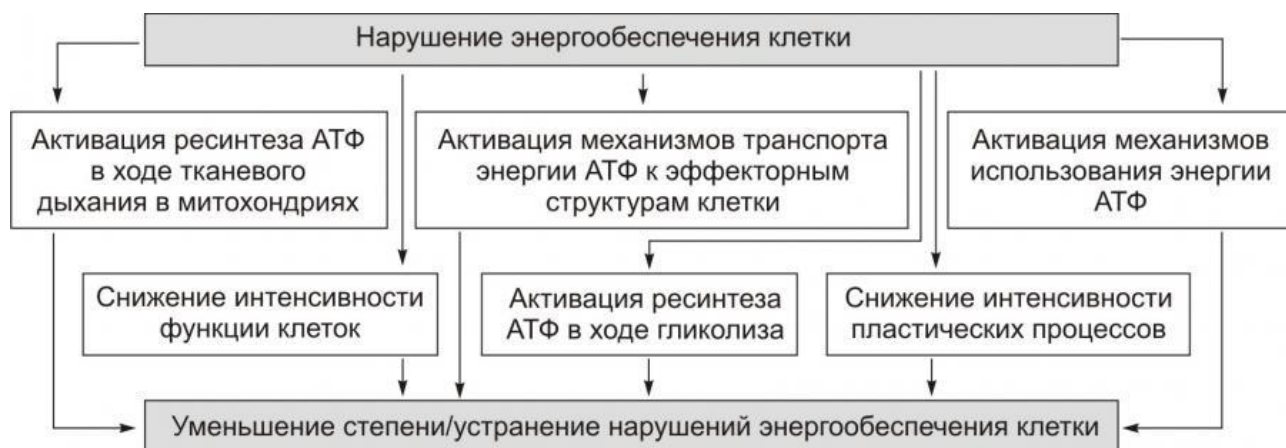 Нарушение энергообеспечения клетки
Активация ресинтеза АТФ
в ходе тканевого
дыхания в митохондриях
Активация механизмов транспорта
энергии АТФ к эффекторным
структурам клетки
Активация механизмов
использования энергии
АТФ
Снижение интенсивности
функции клеток
Активация ресинтеза
АТФ в ходе гликолиза
Снижение интенсивности
пластических процессов
Уменьшение степени/устранение нарушений энергообеспечения клетки